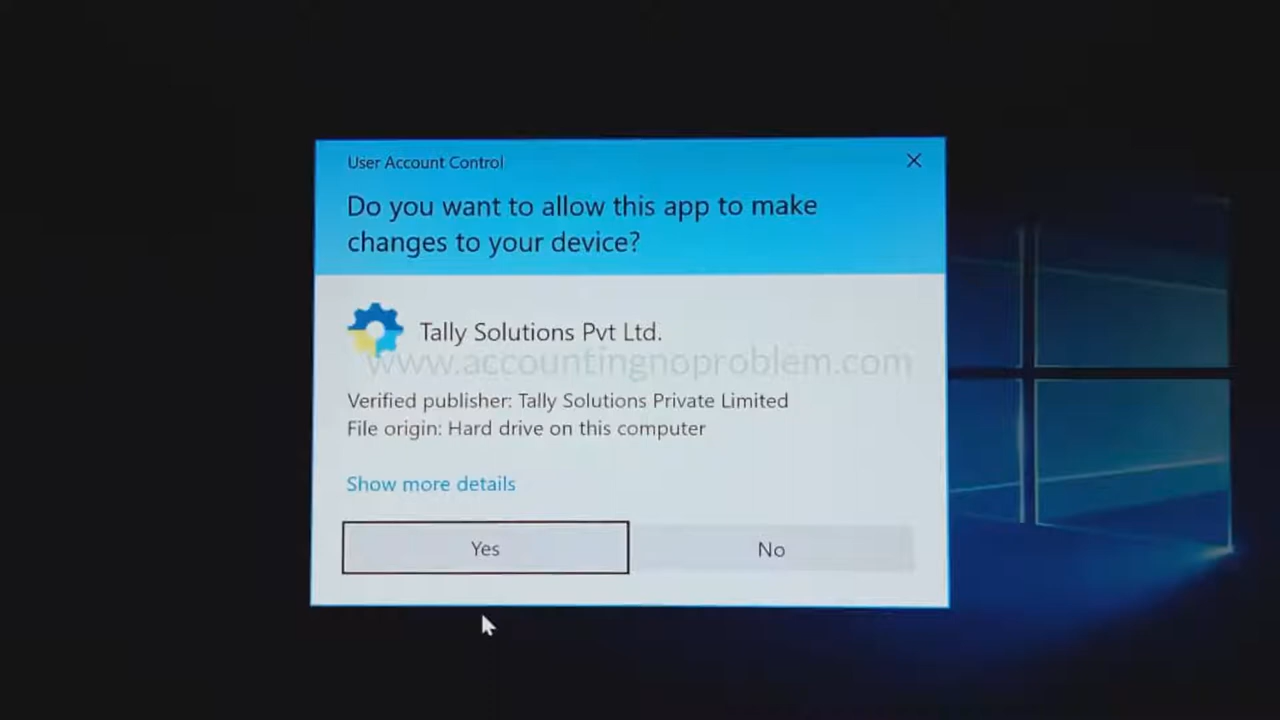 User Account Control
Do you want to allow this app to make
changes to your device?
Tally Solutions Pvt Ltd.
www.accountingnoproblem.com
Verified publisher: Tally Solutions Private Limited
File origin: Hard drive on this computer
Show more details
Yes
No